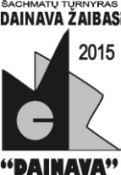 ŠACHMATŲ TURNYRAS
DAINAVA ŽAIBAS
2015
"DAINAVA"